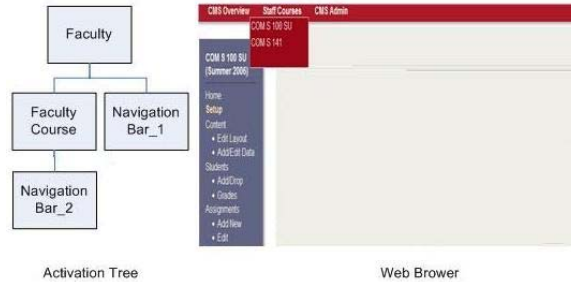 Faculty
Faculty
Course
Navigation
Bar_1
Navigation
Bar_2
Activation Tree
CMS Overview Staff Courses CMS Admin
COM S 100 SU
COM S 141
COM S 100 SU
(Summer 2006)
Home
Setup
Content
• Edit Layout
• Add/Edit Data
Students
• Add/Drop
• Grades
Assignments
• Add New
• Edit
Web Brower